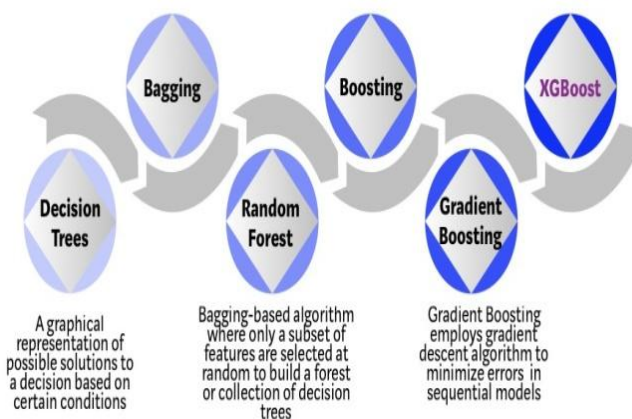 Bagging
Boosting
XGBoost
Decision
Trees
Random
Forest
Gradient
Boosting
A graphical
representation of
possible solutions to
a decision based on
certain conditions
Bagging-based algorithm
where only a subset of
features are selected at
random to build a forest
or collection of decision
trees
Gradient Boosting
employs gradient
descent algorithm to
minimize errors in
sequential models